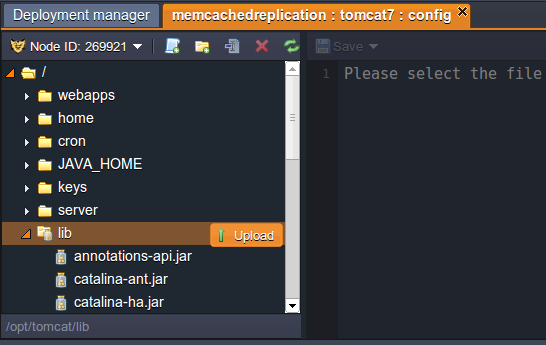 Deployment manager
memcachedreplication : tomcat7 : config
Node ID: 269921
Save
/
1 Please select the file
webapps
home
cron
JAVA_HOME
keys
server
lib
Upload
annotations-api.jar
catalina-ant.jar
catalina-ha.jar
/opt/tomcat/lib